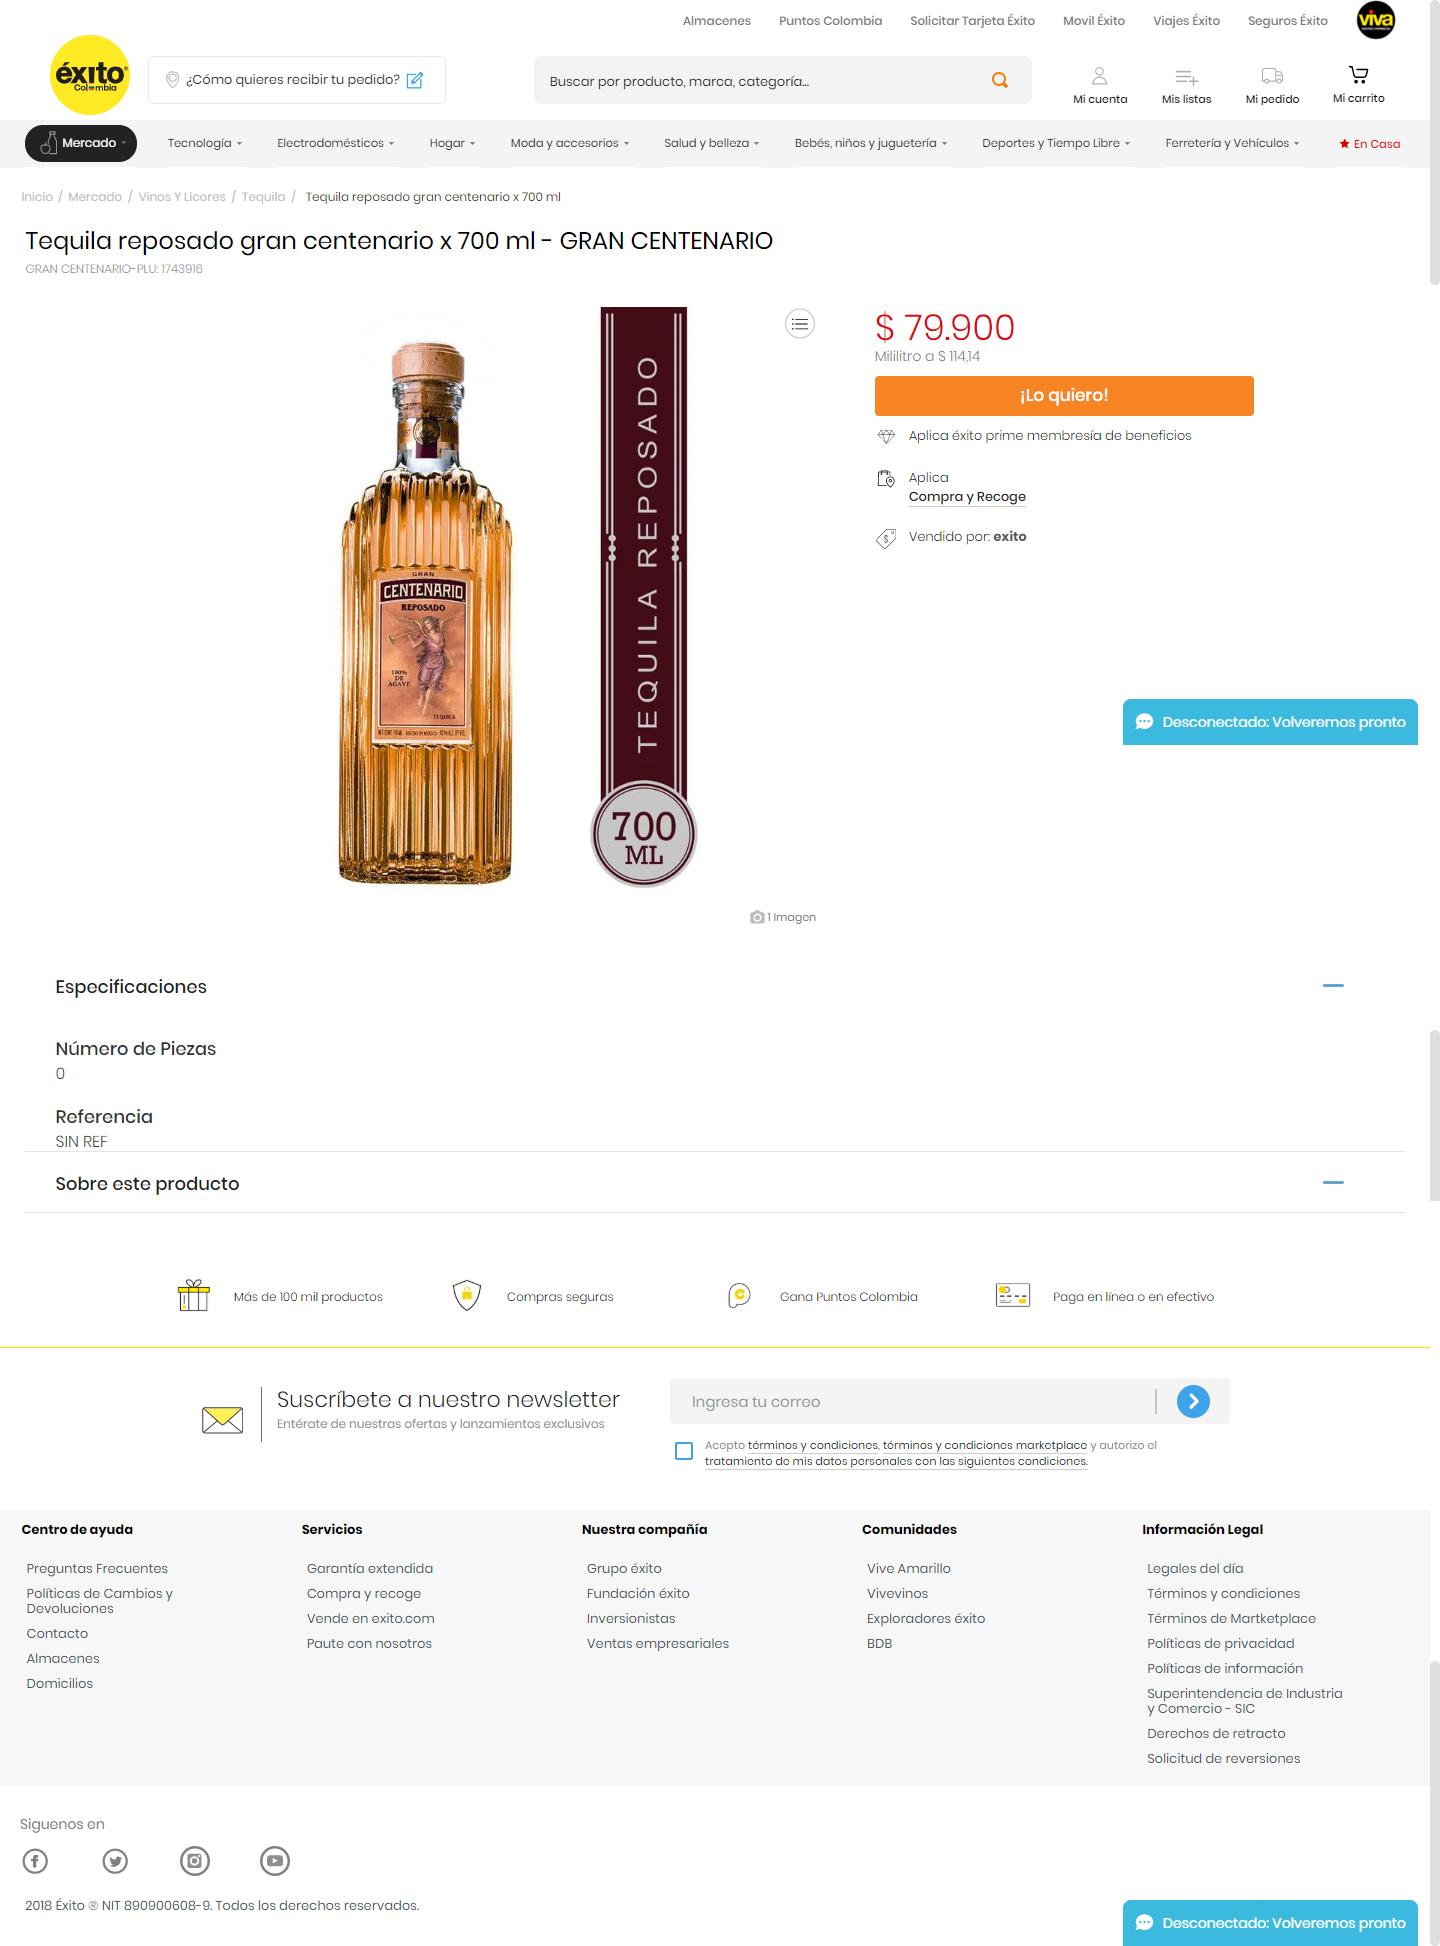 Almacenes
Puntos Colombia
Solicitar Tarjeta Éxito
Movil Éxito
Viajes Éxito
Seguros Éxito
viva
éxito
Colombia
¿Cómo quieres recibir tu pedido?
Buscar por producto, marca, categoría...
Mi cuenta
Mis listas
Mi pedido
Mi carrito
Mercado
Tecnología
Electrodomésticos
Hogar
Moda y accesorios
Salud y belleza
Bebés, niños y juguetería
Deportes y Tiempo Libre
Ferretería y Vehículos
En Casa
Inicio / Mercado / Vinos Y Licores / Tequila / Tequila reposado gran centenario x 700 ml
Tequila reposado gran centenario x 700 ml - GRAN CENTENARIO
GRAN CENTENARIO-PLU: 1743916
GRAN
CENTENARIO
REPOSADO
100%
DE
AGAVE
TEQUILA
TEQUILA REPOSADO
700
ML
1 Imagen
$ 79.900
Mililitro a $ 114,14
¡Lo quiero!
Aplica éxito prime membresía de beneficios
Aplica
Compra y Recoge
Vendido por: exito
Desconectado: Volveremos pronto
Especificaciones
Número de Piezas
0
Referencia
SIN REF
Sobre este producto
Más de 100 mil productos
Compras seguras
Gana Puntos Colombia
Paga en línea o en efectivo
Suscríbete a nuestro newsletter
Entérate de nuestras ofertas y lanzamientos exclusivos
Ingresa tu correo
Acepto términos y condiciones, términos y condiciones marketplace y autorizo el
tratamiento de mis datos personales con las siguientes condiciones.
Centro de ayuda
Preguntas Frecuentes
Políticas de Cambios y
Devoluciones
Contacto
Almacenes
Domicilios
Servicios
Garantía extendida
Compra y recoge
Vende en exito.com
Paute con nosotros
Nuestra compañía
Grupo éxito
Fundación éxito
Inversionistas
Ventas empresariales
Comunidades
Vive Amarillo
Vivevinos
Exploradores éxito
BDB
Información Legal
Legales del día
Términos y condiciones
Términos de Martketplace
Políticas de privacidad
Políticas de información
Superintendencia de Industria
y Comercio - SIC
Derechos de retracto
Solicitud de reversiones
Siguenos en
2018 Éxito ® NIT 890900608-9. Todos los derechos reservados.
Desconectado: Volveremos pronto